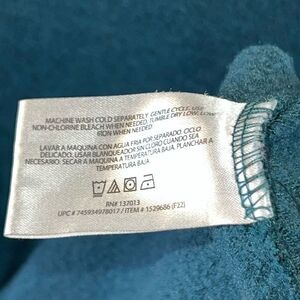 MACHINE WASH COLD SEPARATELY, GENTLE CYCLE, USE
NON-CHLORINE BLEACH WHEN NEEDED, TUMBLE DRY LOW, LOW
IRON WHEN NEEDED
LAVAR A MAQUINA CON AGUA FRIA POR SEPARADO, CICLO
DELICADO, USAR BLANQUEADOR SIN CLORO CUANDO SEA
NECESARIO, SECAR A MAQUINA A TEMPERATURA BAJA, PLANCHAR A
TEMPERATURA BAJA.
RN# 137013
UPC # 745934978017 / ITEM # 1529686 (F22)